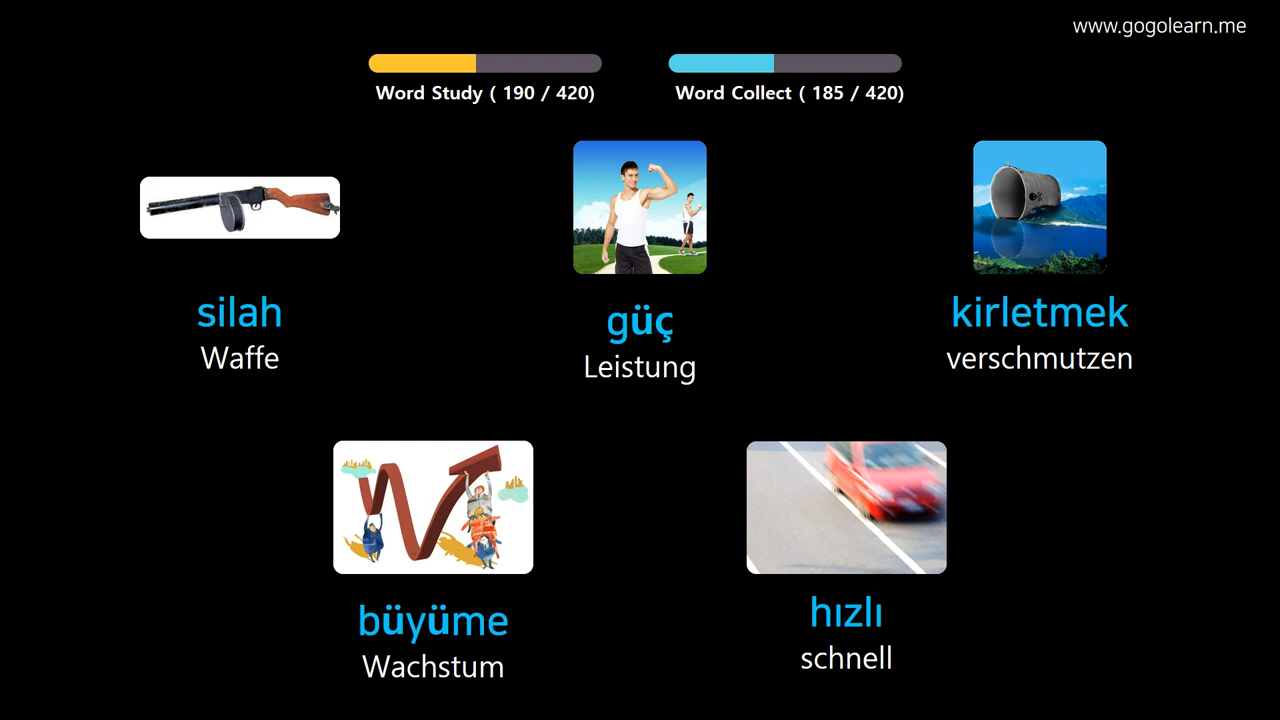 www.gogolearn.me
Word Study ( 190 / 420)
Word Collect ( 185 / 420)
silah
Waffe
güç
Leistung
kirletmek
verschmutzen
büyüme
Wachstum
hızlı
schnell